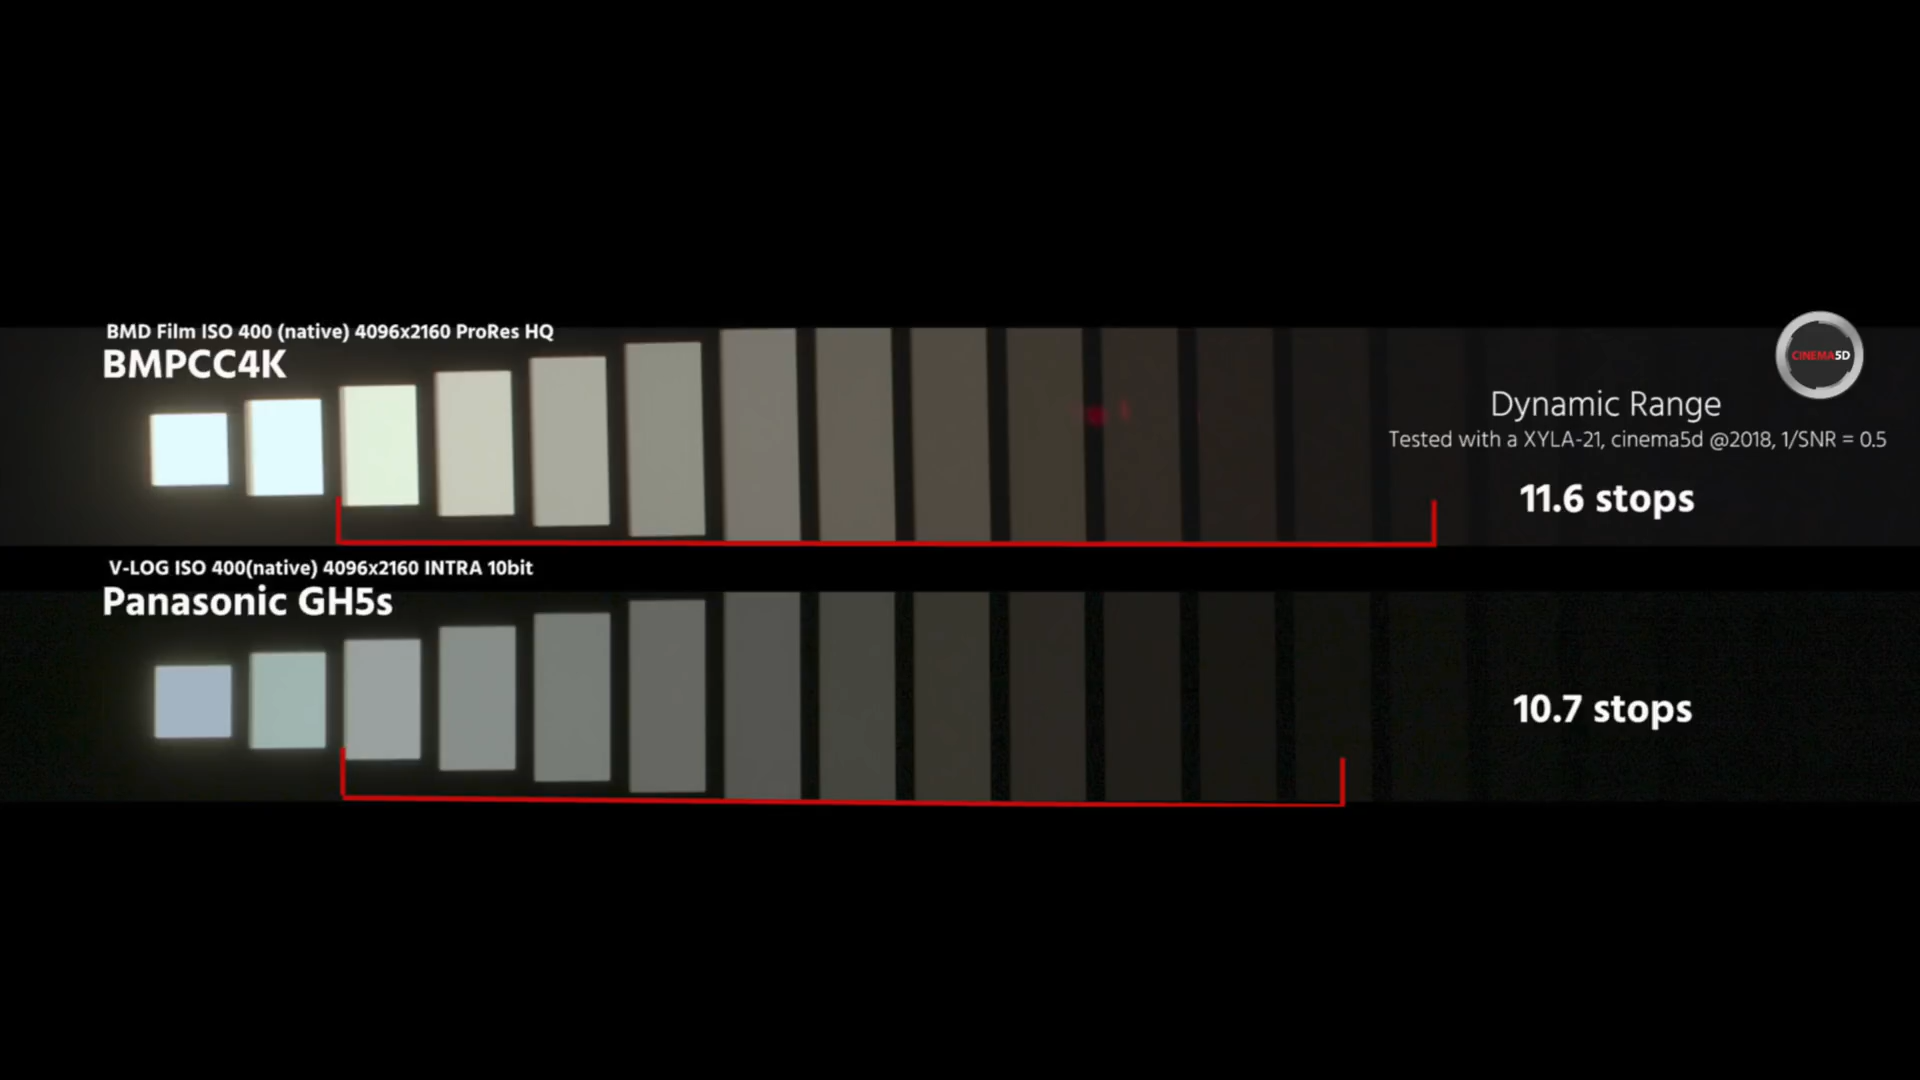 BMD Film ISO 400 (native) 4096x2160 ProRes HQ
BMPCC4K
CINEMA5D
Dynamic Range
Tested with a XYLA-21, cinema5d @2018, 1/SNR = 0.5
11.6 stops
V-LOG ISO 400(native) 4096x2160 INTRA 10bit
Panasonic GH5s
10.7 stops